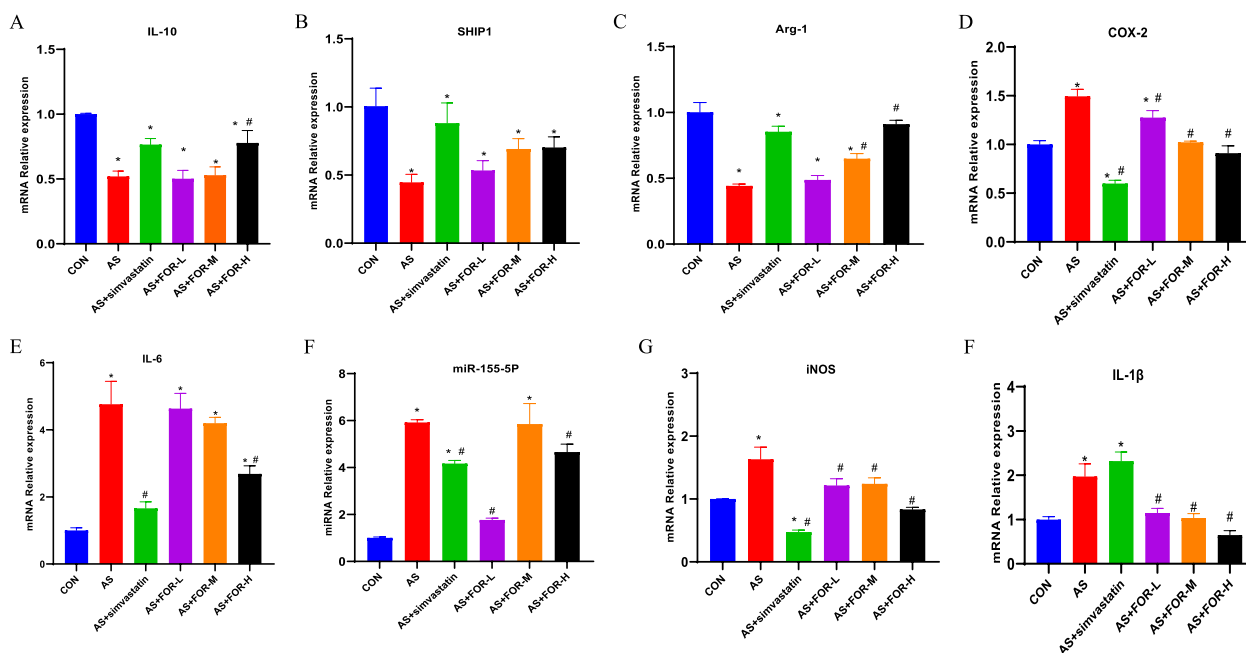 A
IL-10
mRNA Relative expression
1.5
1.0
0.5
0.0
*
*
*
*
* #
CON
AS
AS+simvastatin
AS+FOR-L
AS+FOR-M
AS+FOR-H
B
SHIP1
mRNA Relative expression
1.5
1.0
0.5
0.0
*
*
*
*
*
CON
AS
AS+simvastatin
AS+FOR-L
AS+FOR-M
AS+FOR-H
C
Arg-1
mRNA Relative expression
1.5
1.0
0.5
0.0
*
*
*
* #
#
CON
AS
AS+simvastatin
AS+FOR-L
AS+FOR-M
AS+FOR-H
D
COX-2
mRNA Relative expression
2.0
1.5
1.0
0.5
0.0
*
* #
* #
#
#
CON
AS
AS+simvastatin
AS+FOR-L
AS+FOR-M
AS+FOR-H
E
IL-6
mRNA Relative expression
6
4
2
0
*
#
*
*
* #
CON
AS
AS+simvastatin
AS+FOR-L
AS+FOR-M
AS+FOR-H
F
miR-155-5P
miRNA Relative expression
8
6
4
2
0
*
* #
#
*
#
CON
AS
AS+simvastatin
AS+FOR-L
AS+FOR-M
AS+FOR-H
G
iNOS
mRNA Relative expression
3
2
1
0
*
* #
#
#
#
CON
AS
AS+simvastatin
AS+FOR-L
AS+FOR-M
AS+FOR-H
F
IL-1β
mRNA Relative expression
4
3
2
1
0
*
*
#
#
#
CON
AS
AS+simvastatin
AS+FOR-L
AS+FOR-M
AS+FOR-H